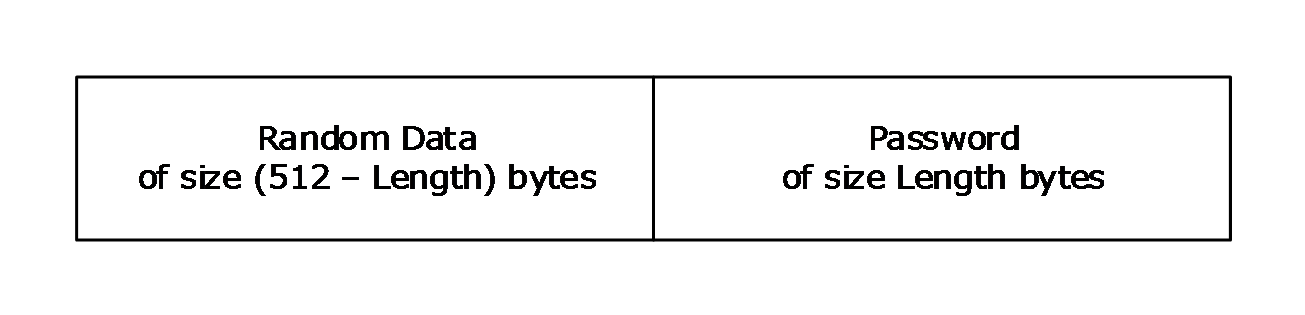 Random Data
of size (512 – Length) bytes
Password
of size Length bytes